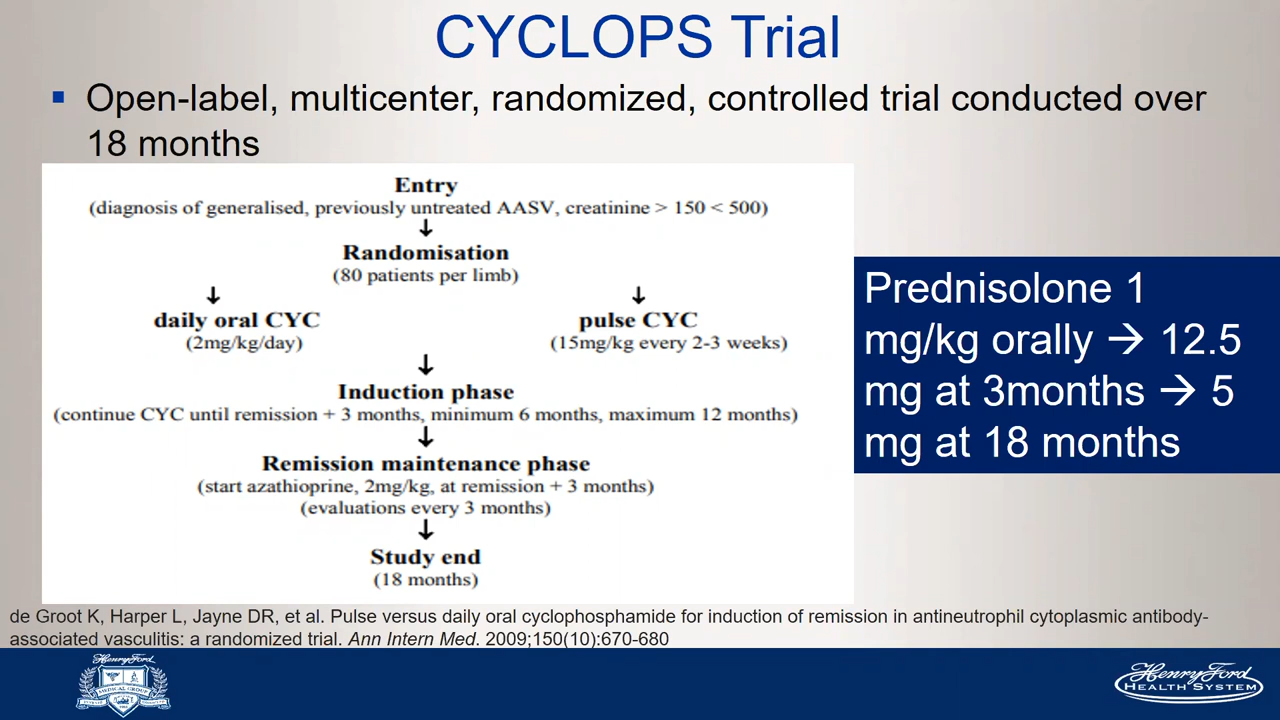 CYCLOPS Trial
▪ Open-label, multicenter, randomized, controlled trial conducted over
18 months
Entry
(diagnosis of generalised, previously untreated AASV, creatinine > 150 < 500)
↓
Randomisation
(80 patients per limb)
↓ ↓
daily oral CYC pulse CYC
(2mg/kg/day) (15mg/kg every 2-3 weeks)
↓
Induction phase
(continue CYC until remission + 3 months, minimum 6 months, maximum 12 months)
↓
Remission maintenance phase
(start azathioprine, 2mg/kg, at remission + 3 months)
(evaluations every 3 months)
↓
Study end
(18 months)
Prednisolone 1
mg/kg orally → 12.5
mg at 3months → 5
mg at 18 months
de Groot K, Harper L, Jayne DR, et al. Pulse versus daily oral cyclophosphamide for induction of remission in antineutrophil cytoplasmic antibody-
associated vasculitis: a randomized trial. Ann Intern Med. 2009;150(10):670-680
Henry Ford
MEDICAL GROUP
Henry Ford
HEALTH SYSTEM